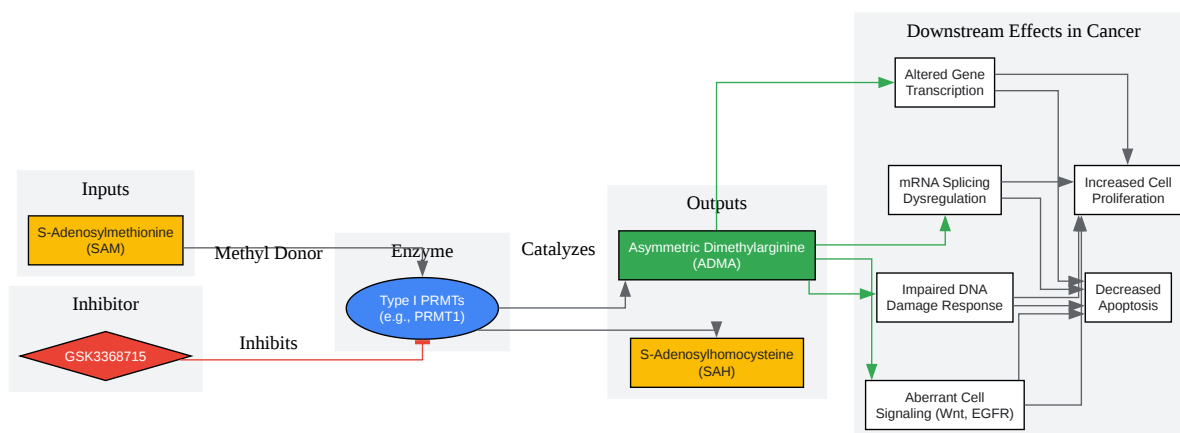 Inputs
S-Adenosylmethionine
(SAM)
Methyl Donor
Inhibitor
GSK3368715
Inhibits
Enzyme
Type I PRMTs
(e.g., PRMT1)
Catalyzes
Outputs
Asymmetric Dimethylarginine
(ADMA)
S-Adenosylhomocysteine
(SAH)
Downstream Effects in Cancer
Altered Gene
Transcription
mRNA Splicing
Dysregulation
Increased Cell
Proliferation
Impaired DNA
Damage Response
Decreased
Apoptosis
Aberrant Cell
Signaling (Wnt, EGFR)